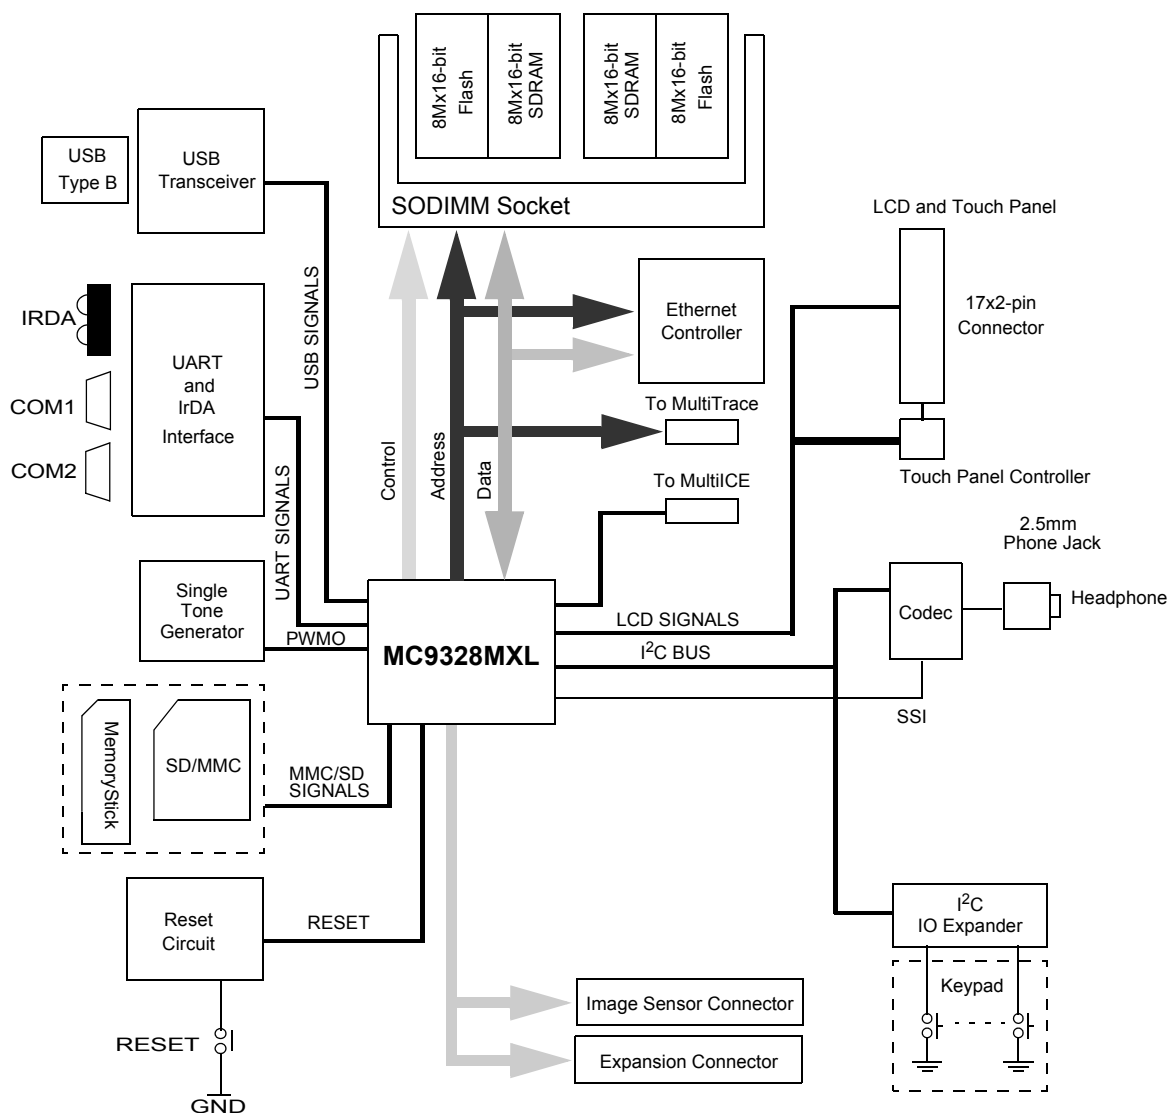 8Mx16-bit
Flash
8Mx16-bit
SDRAM
8Mx16-bit
SDRAM
8Mx16-bit
Flash
SODIMM Socket
USB
Type B
USB
Transceiver
LCD and Touch Panel
17x2-pin
Connector
USB SIGNALS
IRDA
COM1
COM2
UART
and
IrDA
Interface
Ethernet
Controller
To MultiTrace
To MultiICE
Control
Address
Data
Touch Panel Controller
UART SIGNALS
2.5mm
Phone Jack
Headphone
Codec
Single
Tone
Generator
PWMO
MC9328MXL
LCD SIGNALS
I²C BUS
SSI
MemoryStick
SD/MMC
MMC/SD
SIGNALS
Reset
Circuit
RESET
I²C
IO Expander
Keypad
Image Sensor Connector
Expansion Connector
RESET
GND